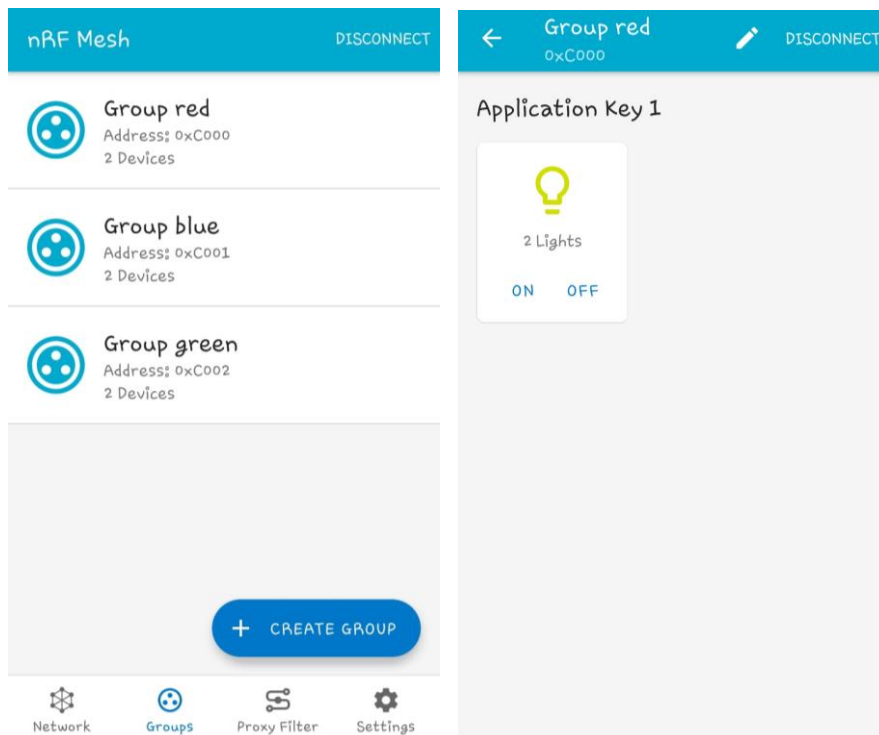 nRF Mesh
DISCONNECT
Group red
Address: 0xC000
2 Devices
Group blue
Address: 0xC001
2 Devices
Group green
Address: 0xC002
2 Devices
+ CREATE GROUP
Network
Groups
Proxy Filter
Settings
Group red
0xC000
DISCONNECT
Application Key 1
2 Lights
ON
OFF